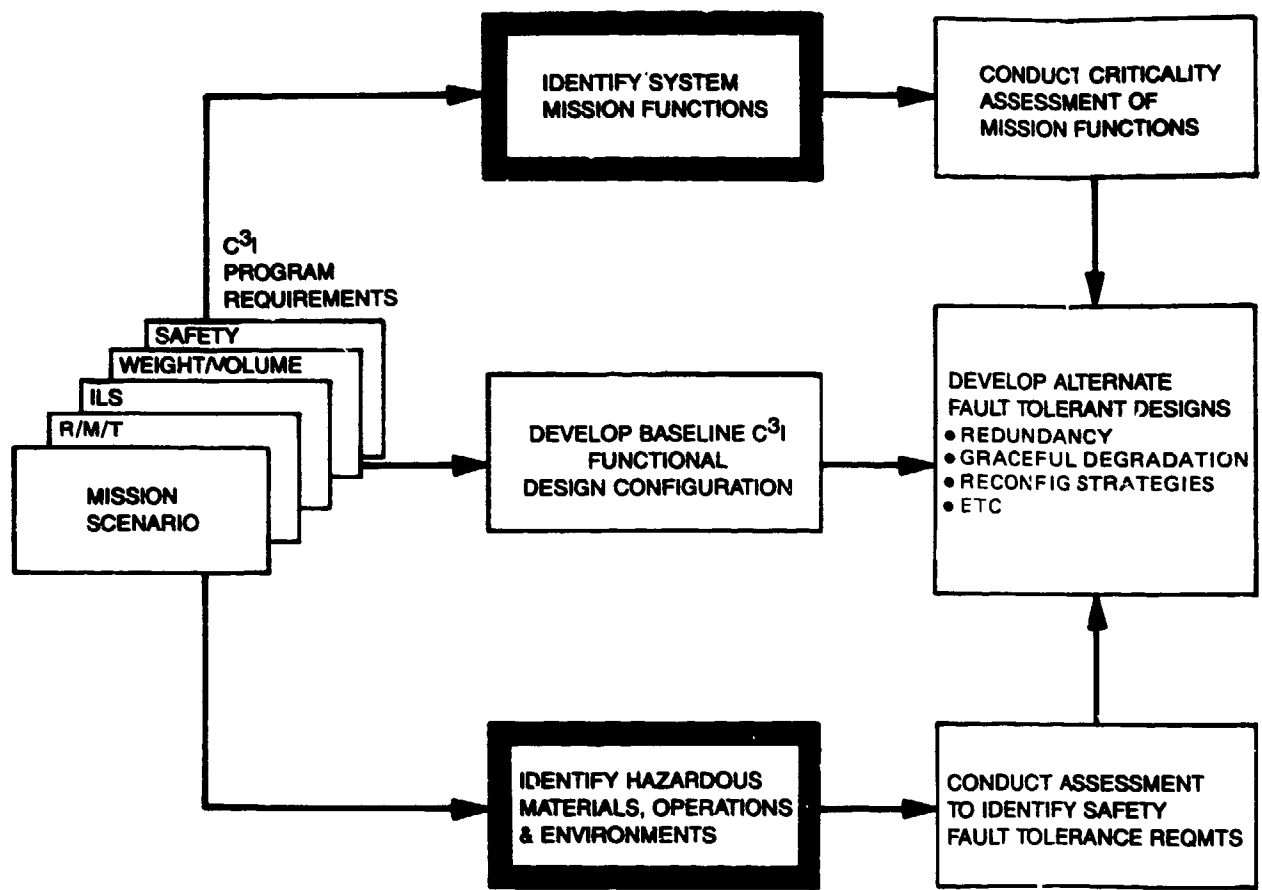 IDENTIFY SYSTEM
MISSION FUNCTIONS
CONDUCT CRITICALITY
ASSESSMENT OF
MISSION FUNCTIONS
C³I
PROGRAM
REQUIREMENTS
SAFETY
WEIGHT/VOLUME
ILS
R/M/T
MISSION
SCENARIO
DEVELOP BASELINE C³I
FUNCTIONAL
DESIGN CONFIGURATION
DEVELOP ALTERNATE
FAULT TOLERANT DESIGNS
● REDUNDANCY
● GRACEFUL DEGRADATION
● RECONFIG STRATEGIES
● ETC
IDENTIFY HAZARDOUS
MATERIALS, OPERATIONS
& ENVIRONMENTS
CONDUCT ASSESSMENT
TO IDENTIFY SAFETY
FAULT TOLERANCE REQMTS